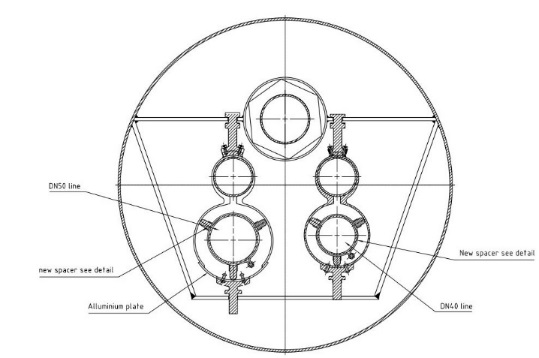 DN50 line
new spacer see detail
Alluminium plate
New spacer see detail
DN40 line